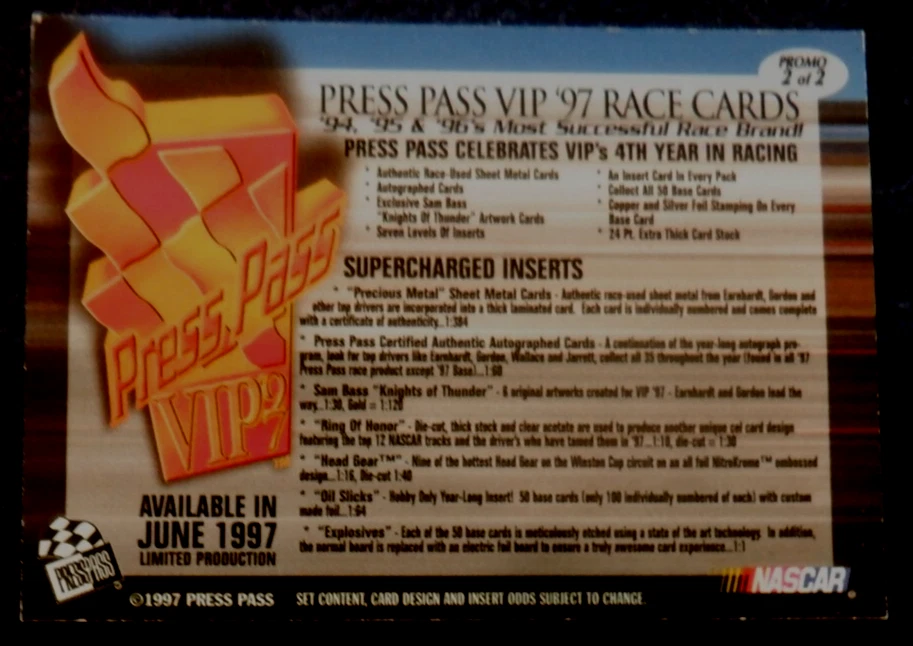 PROMO
2 of 2
PRESS PASS VIP '97 RACE CARDS
'94, '95 & '96's Most Successful Race Brand!
PRESS PASS CELEBRATES VIP's 4TH YEAR IN RACING
* Authentic Race-Used Sheet Metal Cards
* Autographed Cards
* Exclusive Sam Bass
"Knights Of Thunder" Artwork Cards
* Seven Levels Of Inserts
* An Insert Card In Every Pack
* Collect All 50 Base Cards
* Copper and Silver Foil Stamping On Every
Base Card
* 24 Pt. Extra Thick Card Stock
SUPERCHARGED INSERTS
* "Precious Metal" Sheet Metal Cards - Authentic race-used sheet metal from Earnhardt, Gordon and
other top drivers are incorporated into a thick laminated card. Each card is individually numbered and comes complete
with a certificate of authenticity...1:384
* Press Pass Certified Authentic Autographed Cards - A continuation of the year-long autograph pro-
gram, look for top drivers like Earnhardt, Gordon, Wallace and Jarrett, collect all 35 throughout the year (found in all '97
Press Pass race product except '97 Base)...1:60
* Sam Bass "Knights of Thunder" - 6 original artworks created for VIP '97 - Earnhardt and Gordon lead the
way...1:30, Gold = 1:120
* "Ring Of Honor" - Die-cut, thick stock and clear acetate are used to produce another unique cel card design
featuring the top 12 NASCAR tracks and the driver's who have tamed them in '97...1:10, die-cut = 1:30
* "Head Gear™" - Nine of the hottest Head Gear on the Winston Cup circuit on an all foil NitroKrome™ embossed
design...1:16, Die-cut 1:40
* "Oil Slicks" - Hobby Only Year-Long Insert! 50 base cards (only 100 individually numbered of each) with custom
made foil...1:64
* "Explosives" - Each of the 50 base cards is meticulously etched using a state of the art technology. In addition,
the normal board is replaced with an electric foil board to ensure a truly awesome card experience...1:1
Press Pass
VIP '97
AVAILABLE IN
JUNE 1997
LIMITED PRODUCTION
PRESS PASS
©1997 PRESS PASS SET CONTENT, CARD DESIGN AND INSERT ODDS SUBJECT TO CHANGE.
NASCAR®